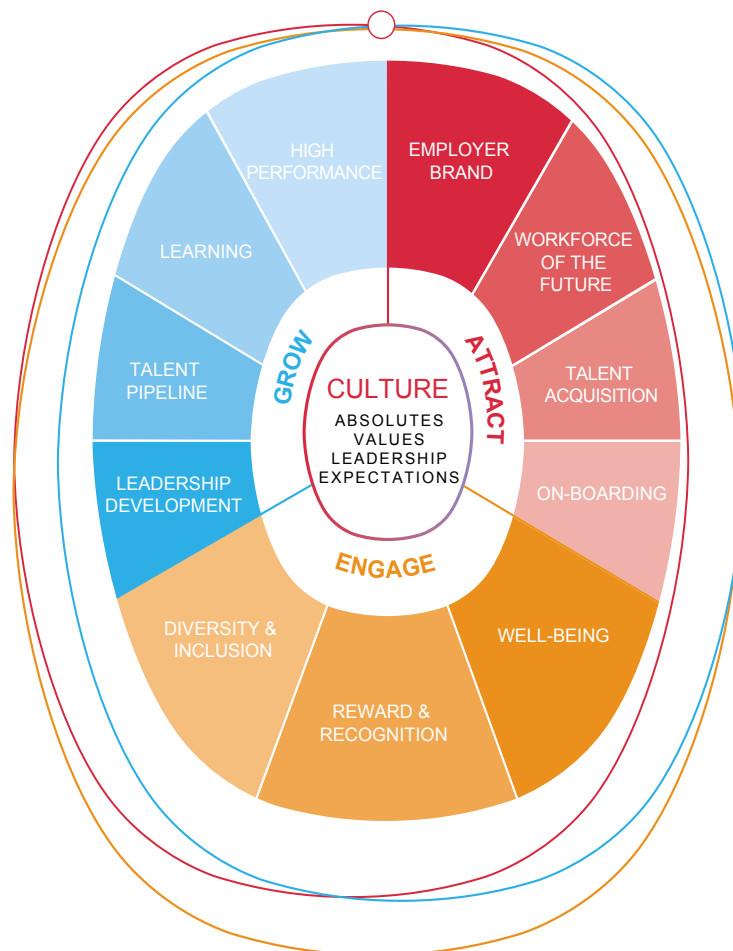 HIGH
PERFORMANCE
EMPLOYER
BRAND
LEARNING
WORKFORCE
OF THE
FUTURE
GROW
ATTRACT
TALENT
PIPELINE
CULTURE
ABSOLUTES
VALUES
LEADERSHIP
EXPECTATIONS
TALENT
ACQUISITION
LEADERSHIP
DEVELOPMENT
ON-BOARDING
ENGAGE
DIVERSITY &
INCLUSION
REWARD &
RECOGNITION
WELL-BEING